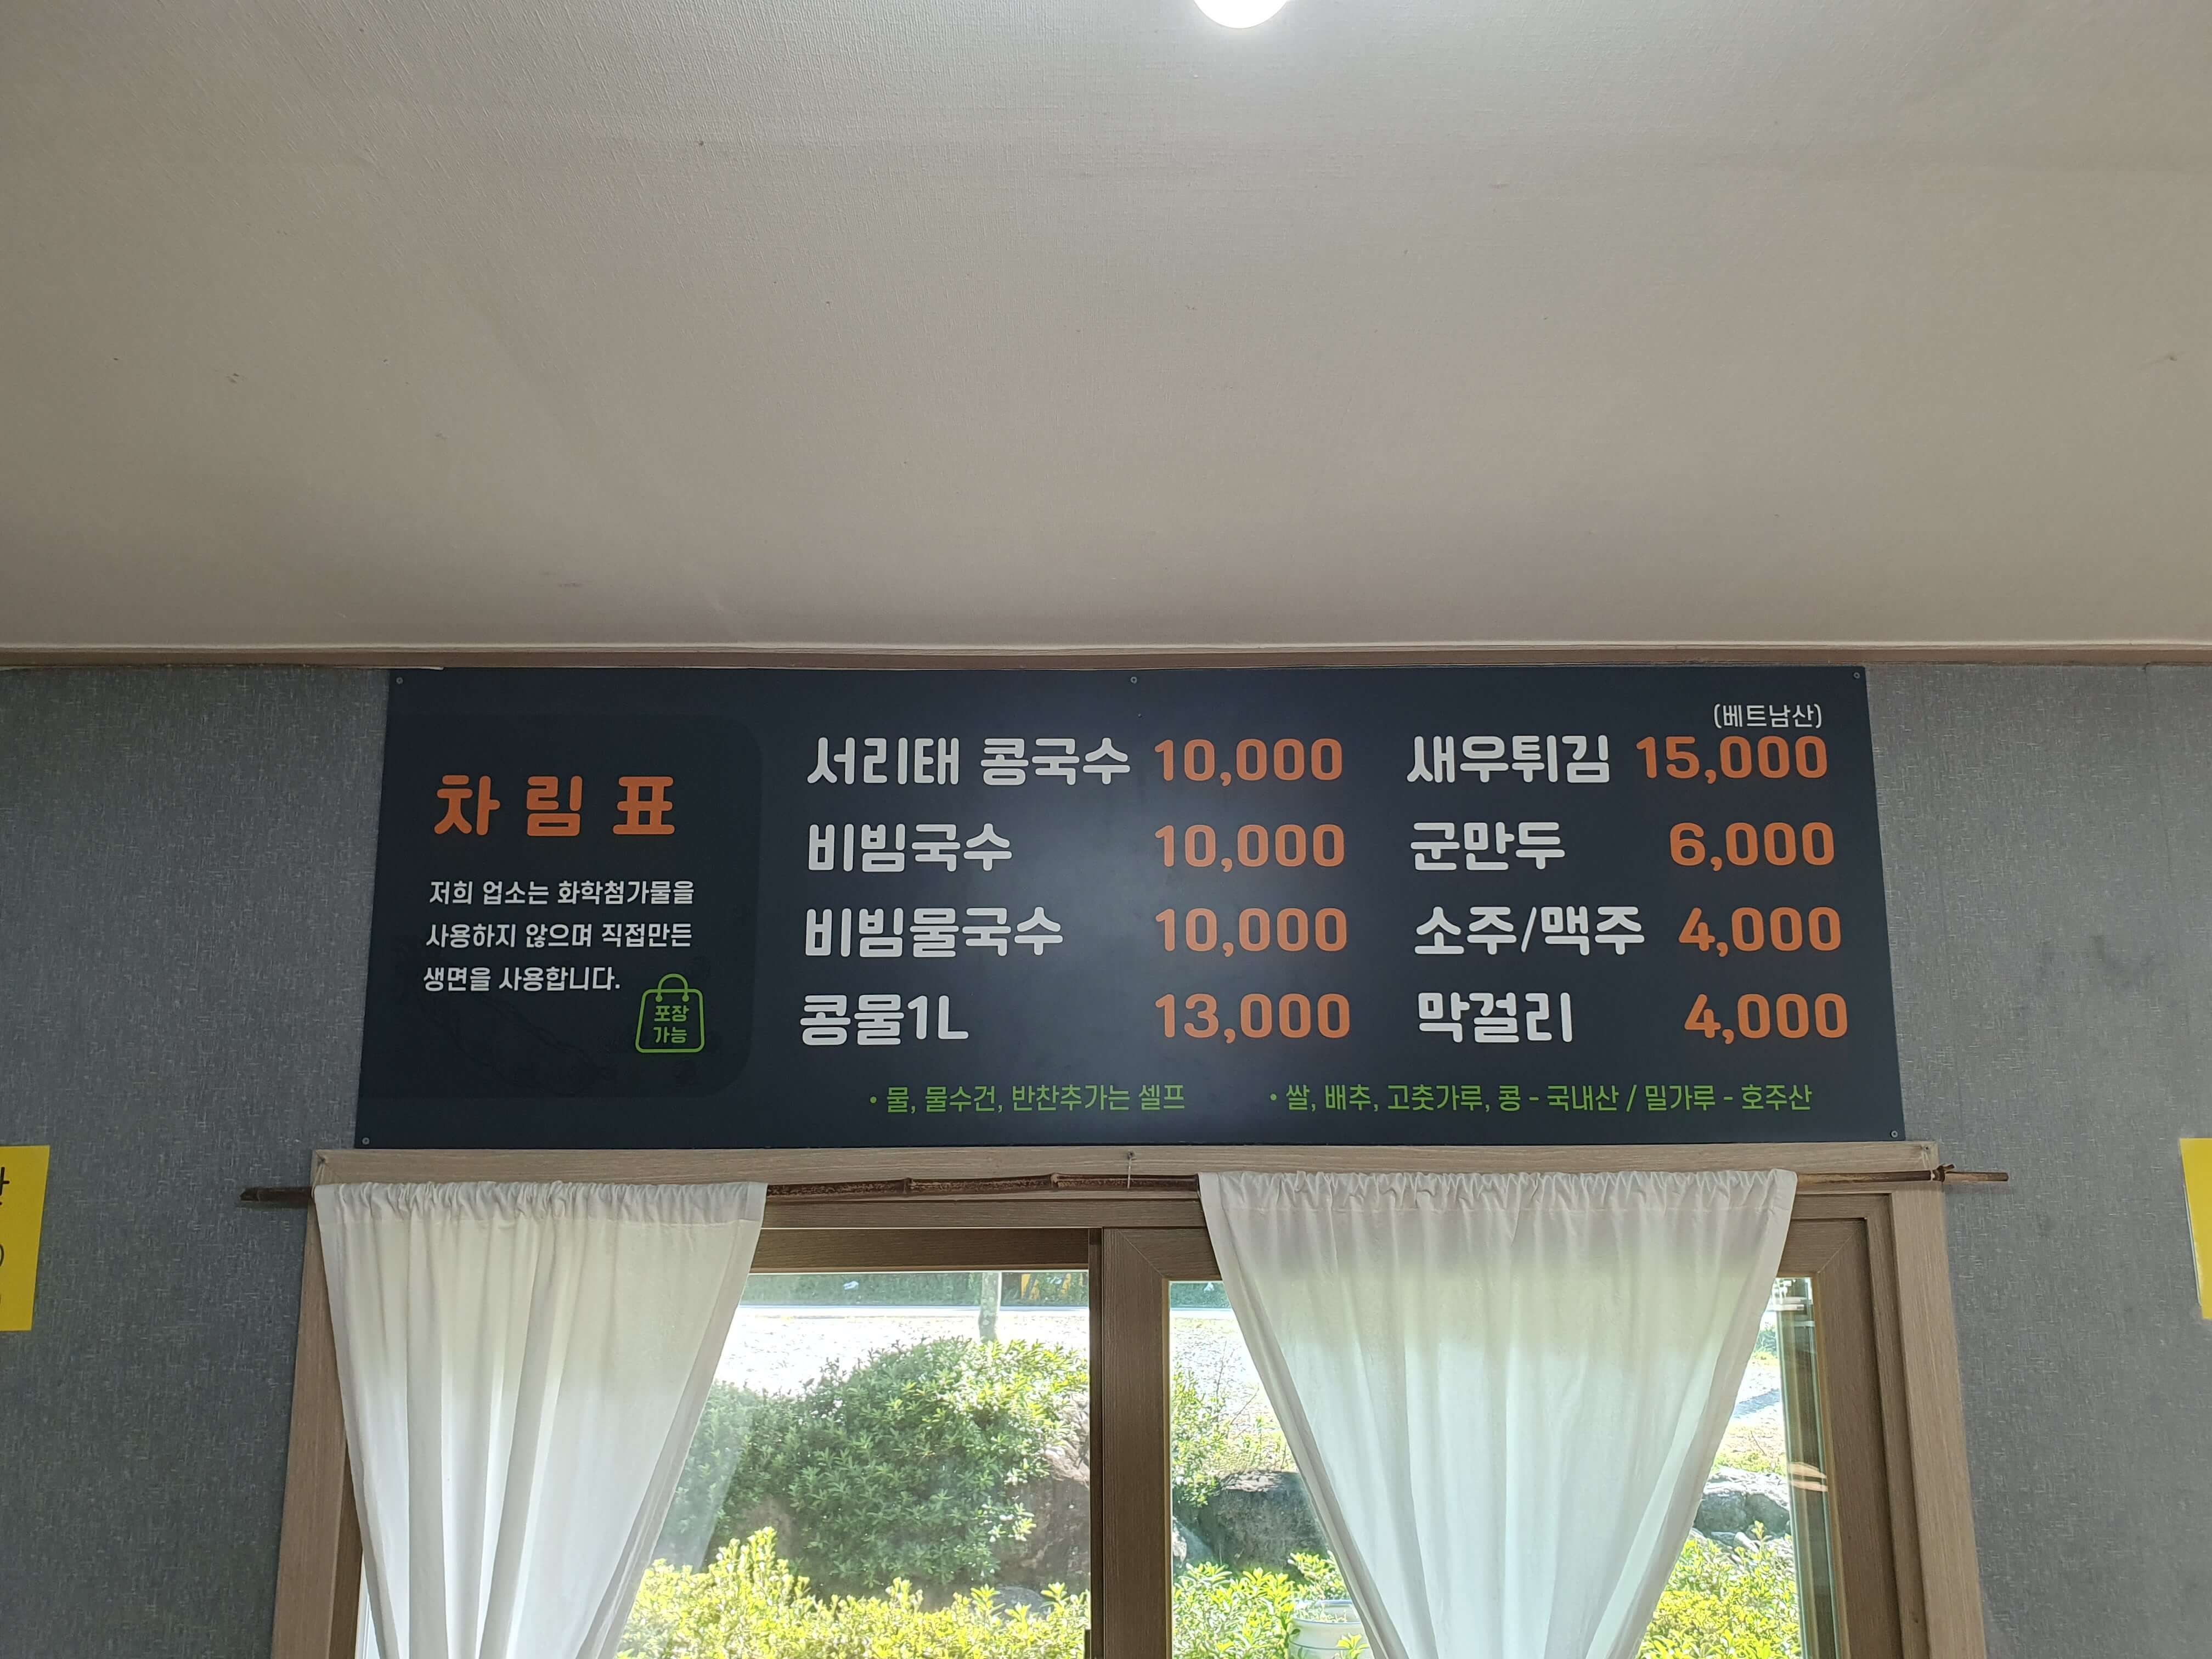 차림표
저희 업소는 화학첨가물을
사용하지 않으며 직접만든
생면을 사용합니다.
포장
가능
서리태 콩국수 10,000
비빔국수 10,000
비빔물국수 10,000
콩물1L 13,000
(베트남산)
새우튀김 15,000
군만두 6,000
소주/맥주 4,000
막걸리 4,000
• 물, 물수건, 반찬추가는 셀프
• 쌀, 배추, 고춧가루, 콩 - 국내산 / 밀가루 - 호주산